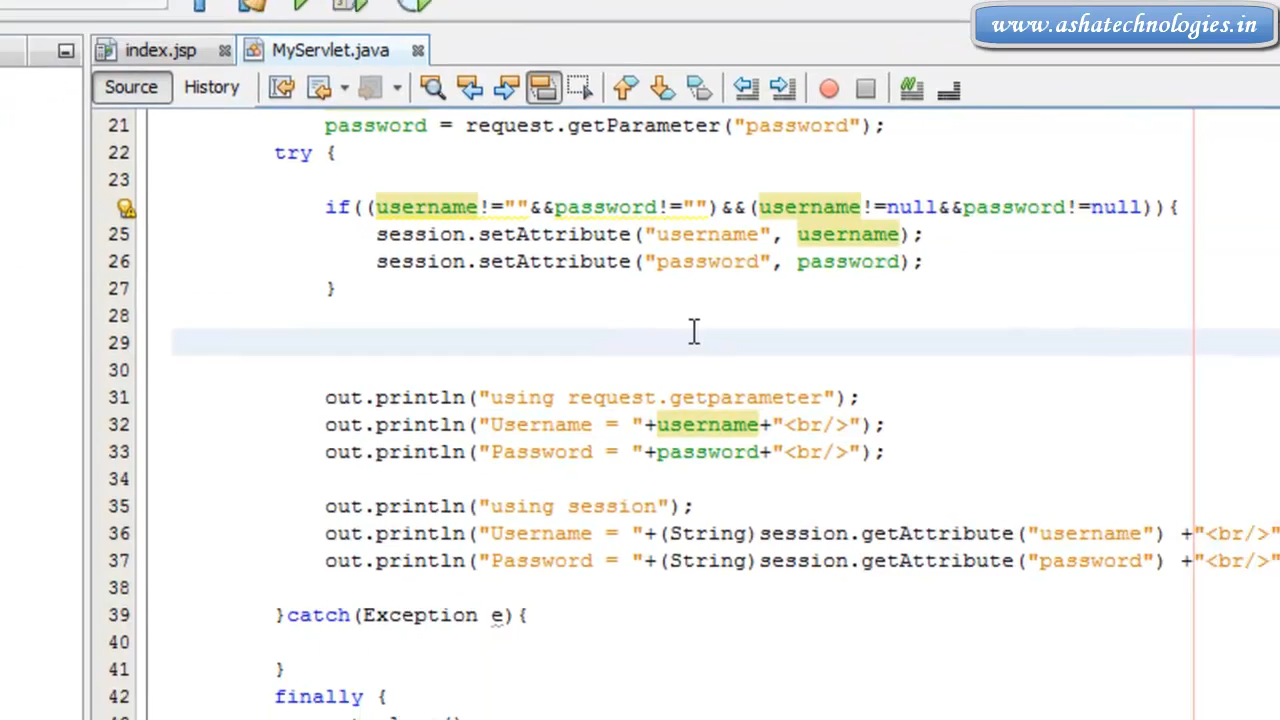 www.ashatechnologies.in
index.jsp MyServlet.java
Source History
21 password = request.getParameter("password");
22 try {
23
if((username!=""&&password!="")&&(username!=null&&password!=null)){
25 session.setAttribute("username", username);
26 session.setAttribute("password", password);
27 }
28
29
30
31 out.println("using request.getparameter");
32 out.println("Username = "+username+"<br/>");
33 out.println("Password = "+password+"<br/>");
34
35 out.println("using session");
36 out.println("Username = "+(String)session.getAttribute("username") +"<br/>"
37 out.println("Password = "+(String)session.getAttribute("password") +"<br/>"
38
39 }catch(Exception e){
40
41 }
42 finally {